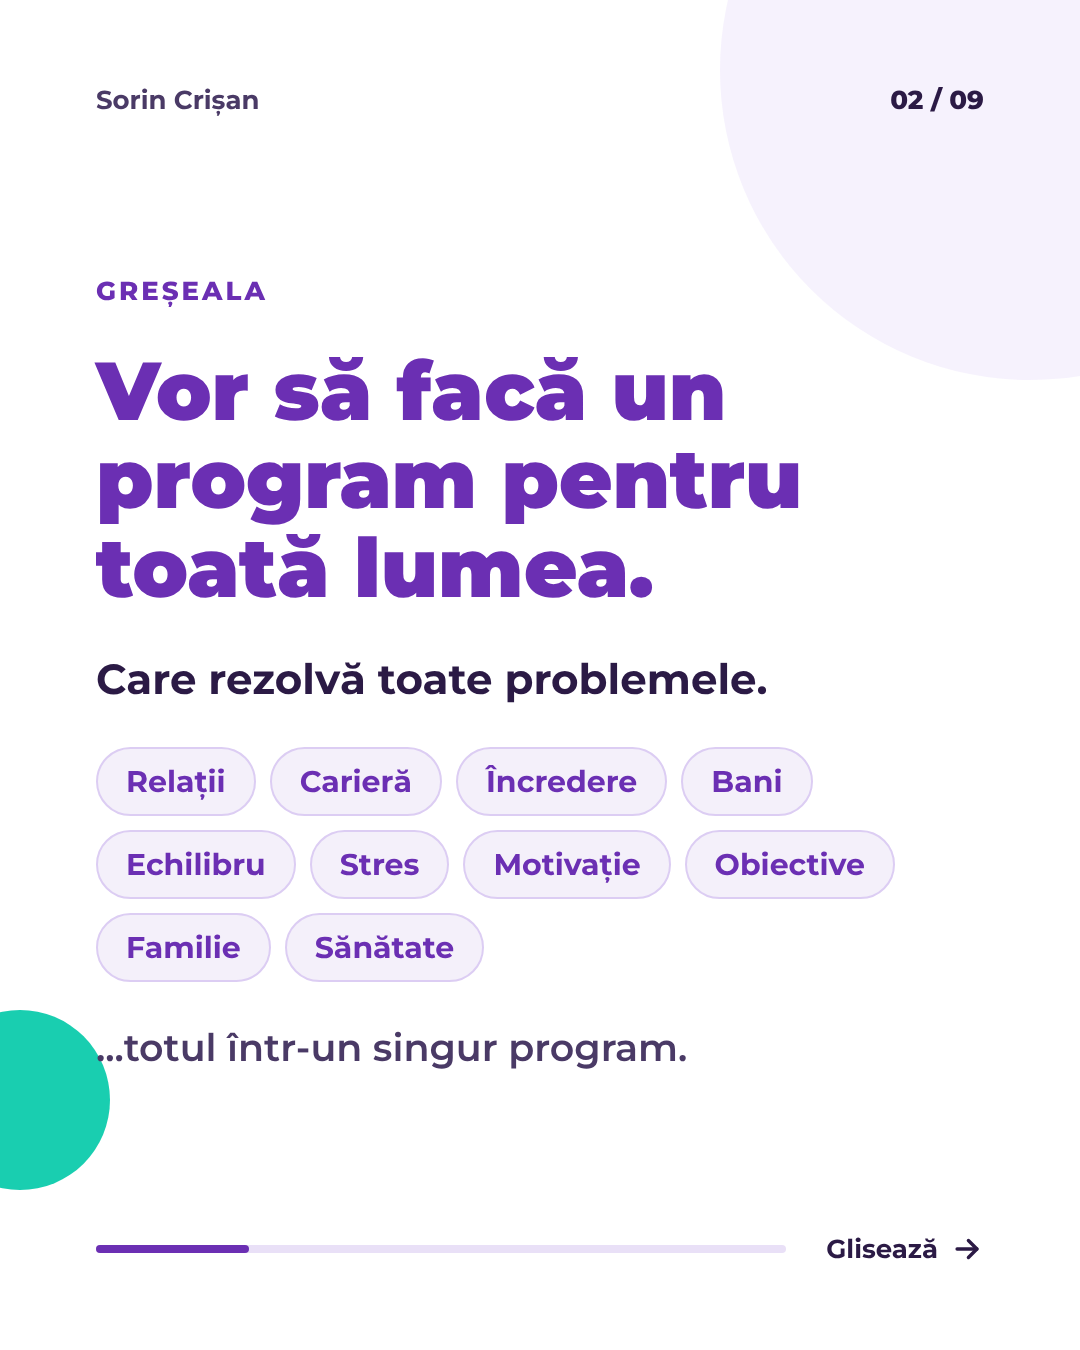 Sorin Crișan
02 / 09
GREȘEALA
Vor să facă un
program pentru
toată lumea.
Care rezolvă toate problemele.
Relații Carieră Încredere Bani
Echilibru Stres Motivație Obiective
Familie Sănătate
...totul într-un singur program.
Glisează →